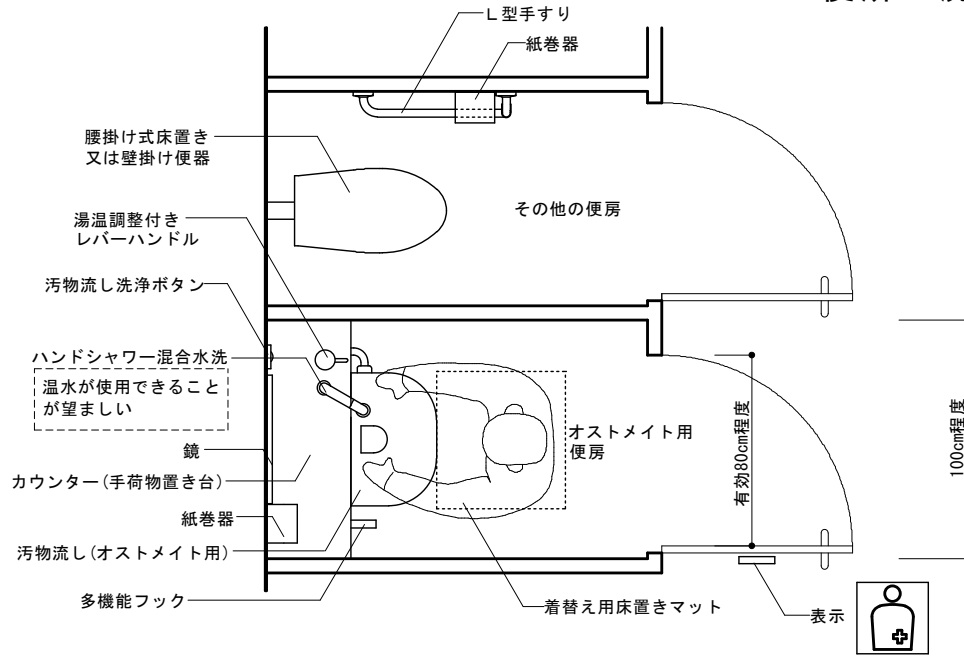 L型手すり
紙巻器
腰掛け式床置き
又は壁掛け便器
その他の便房
湯温調整付き
レバーハンドル
汚物流し洗浄ボタン
ハンドシャワー混合水洗
温水が使用できること
が望ましい
オストメイト用
便房
有効80cm程度
100cm程度
鏡
カウンター(手荷物置き台)
紙巻器
汚物流し(オストメイト用)
多機能フック
着替え用床置きマット
表示